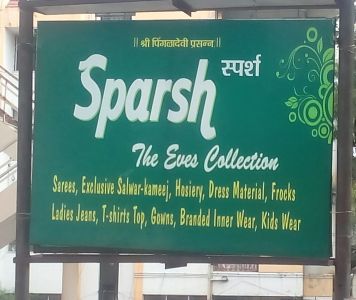 || श्री पिंगळादेवी प्रसन्न ||
Sparsh स्पर्श
The Eves Collection
Sarees, Exclusive Salwar-kameej, Hosiery, Dress Material, Frocks
Ladies Jeans, T-shirts Top, Gowns, Branded Inner Wear, Kids Wear